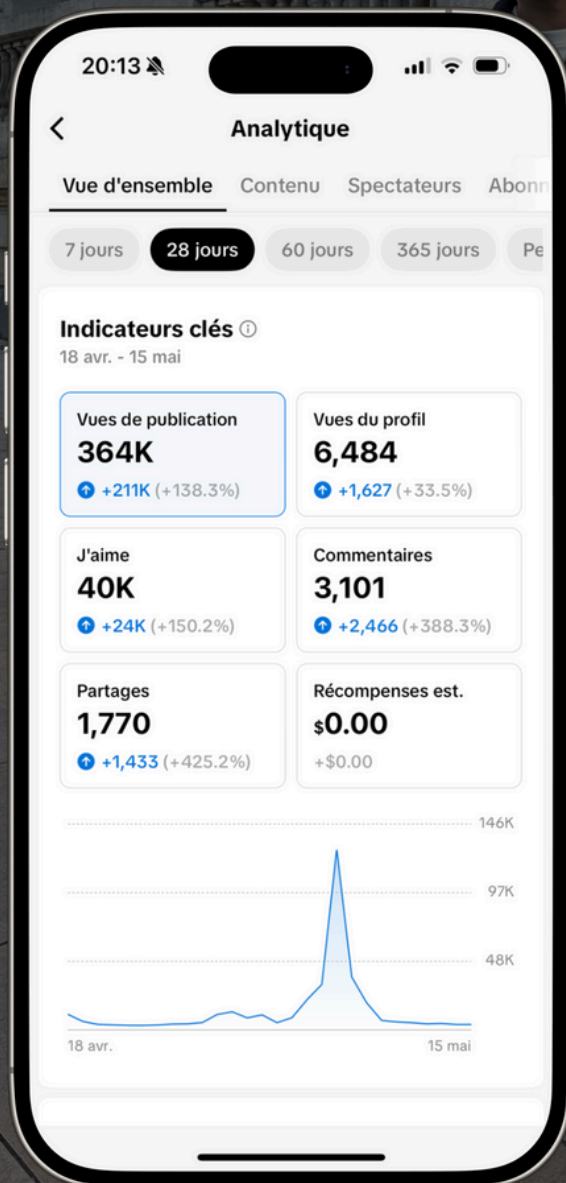 20:13
Analytique
Vue d'ensemble Contenu Spectateurs Abonn
7 jours 28 jours 60 jours 365 jours Pe
Indicateurs clés
18 avr. - 15 mai
Vues de publication
364K
+211K (+138.3%)
Vues du profil
6,484
+1,627 (+33.5%)
J'aime
40K
+24K (+150.2%)
Commentaires
3,101
+2,466 (+388.3%)
Partages
1,770
+1,433 (+425.2%)
Récompenses est.
$0.00
+$0.00
146K
97K
48K
18 avr. 15 mai